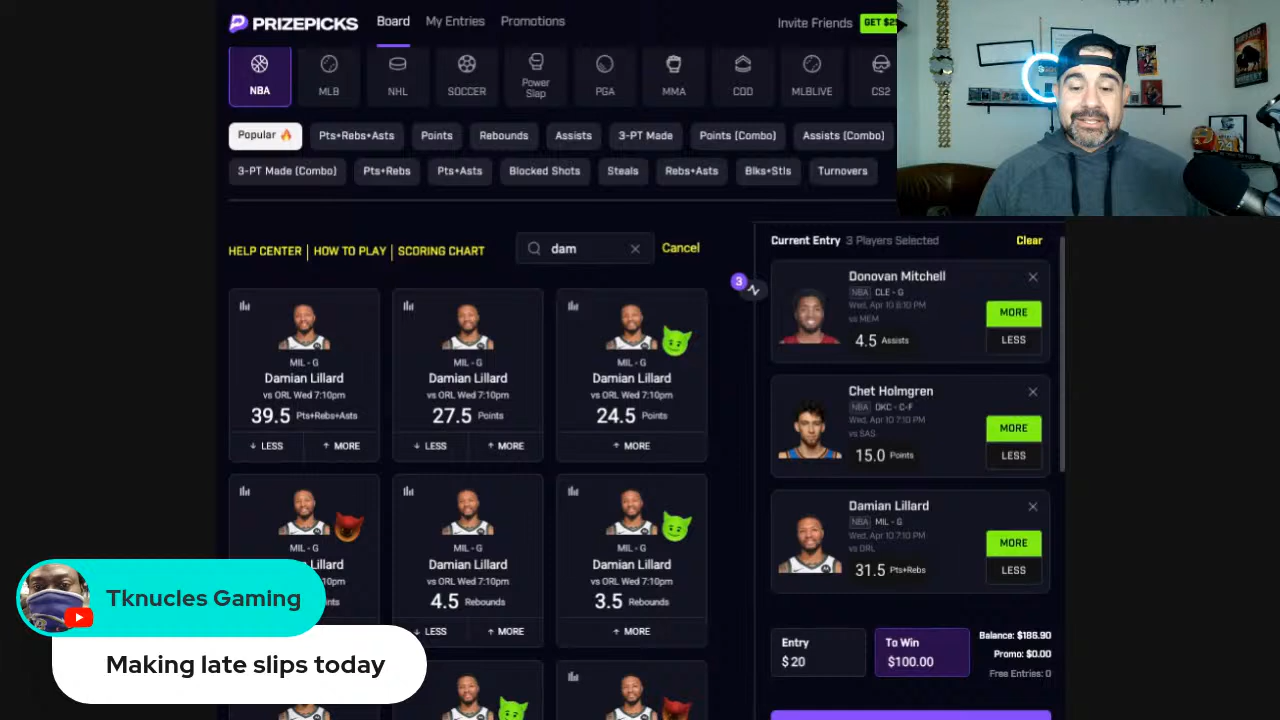 PRIZEPICKS
Board
My Entries
Promotions
Invite Friends
GET $25
NBA
MLB
NHL
SOCCER
Power
Slap
PGA
MMA
COD
MLBLIVE
CS2
Popular 🔥
Pts+Rebs+Asts
Points
Rebounds
Assists
3-PT Made
Points (Combo)
Assists (Combo)
3-PT Made (Combo)
Pts+Rebs
Pts+Asts
Blocked Shots
Steals
Rebs+Asts
Blks+Stls
Turnovers
HELP CENTER | HOW TO PLAY | SCORING CHART
dam
Cancel
MIL - G
Damian Lillard
vs ORL Wed 7:10pm
39.5 Pts+Rebs+Asts
↓ LESS
↑ MORE
MIL - G
Damian Lillard
vs ORL Wed 7:10pm
27.5 Points
↓ LESS
↑ MORE
MIL - G
Damian Lillard
vs ORL Wed 7:10pm
24.5 Points
↑ MORE
MIL - G
Damian Lillard
vs ORL Wed 7:10pm
4.5 Rebounds
↓ LESS
↑ MORE
MIL - G
Damian Lillard
vs ORL Wed 7:10pm
3.5 Rebounds
↑ MORE
3
Current Entry 3 Players Selected
Clear
Donovan Mitchell
NBA CLE - G
Wed, Apr 10 8:10 PM
vs MEM
4.5 Assists
MORE
LESS
Chet Holmgren
NBA OKC - C-F
Wed, Apr 10 7:10 PM
vs SAS
15.0 Points
MORE
LESS
Damian Lillard
NBA MIL - G
Wed, Apr 10 7:10 PM
vs ORL
31.5 Pts+Rebs
MORE
LESS
Entry
$ 20
To Win
$100.00
Balance: $186.90
Promo: $0.00
Free Entries: 0
Tknucles Gaming
Making late slips today